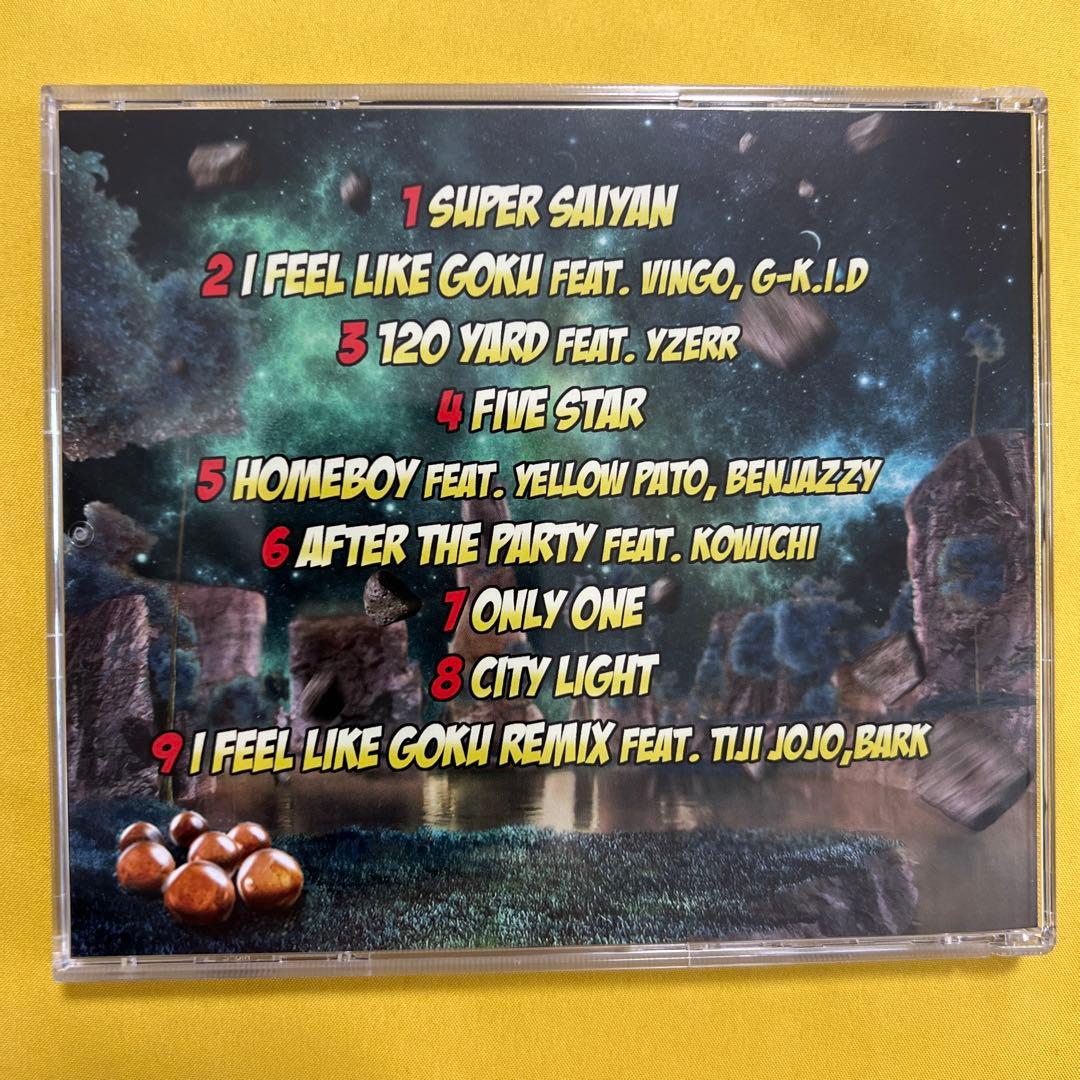 1 SUPER SAIYAN
2 I FEEL LIKE GOKU FEAT. VINGO, G-K.I.D
3 120 YARD FEAT. YZERR
4 FIVE STAR
5 HOMEBOY FEAT. YELLOW PATO, BENJAZZY
6 AFTER THE PARTY FEAT. KOWICHI
7 ONLY ONE
8 CITY LIGHT
9 I FEEL LIKE GOKU REMIX FEAT. TIJI JOJO,BARK